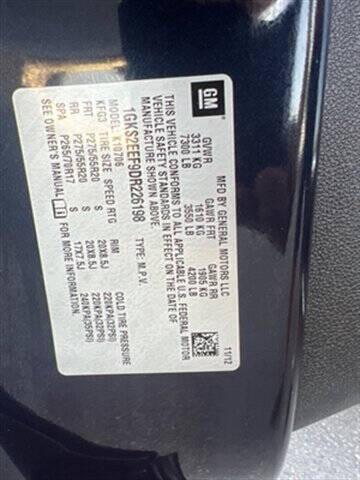 GM
MFD BY GENERAL MOTORS LLC
11/12
GVWR
GAWR FRT
GAWR RR
3311 KG
1610 KG
1905 KG
7300 LB
3550 LB
4200 LB
THIS VEHICLE CONFORMS TO ALL APPLICABLE U.S. FEDERAL MOTOR
VEHICLE SAFETY STANDARDS IN EFFECT ON THE DATE OF
MANUFACTURE SHOWN ABOVE.
1GKS2EEF9DR226198
TYPE: M.P.V.
MODEL: K10706
KFG3 TIRE SIZE SPEED RTG RIM COLD TIRE PRESSURE
FRT P275/55R20 S 20X8.5J 220KPA(32PSI)
RR P275/55R20 S 20X8.5J 220KPA(32PSI)
SPA P265/70R17 S 17X7.5J 240KPA(35PSI)
SEE OWNER'S MANUAL FOR MORE INFORMATION.